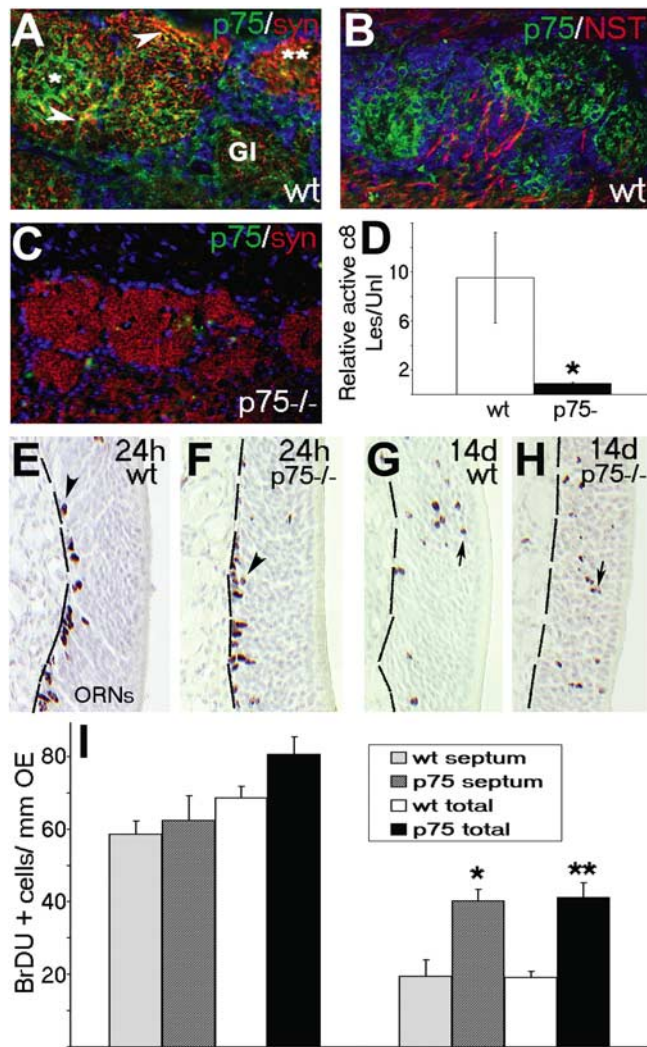 A p75/syn
*
**
Gl
wt
B p75/NST
wt
C p75/syn
p75-/-
D
Relative active c8
Les/Unl
10
6
2
*
wt p75-
E 24h
wt
ORNs
F 24h
p75-/-
G 14d
wt
H 14d
p75-/-
I
BrDU + cells/ mm OE
80
60
40
20
wt septum
p75 septum
wt total
p75 total
*
**